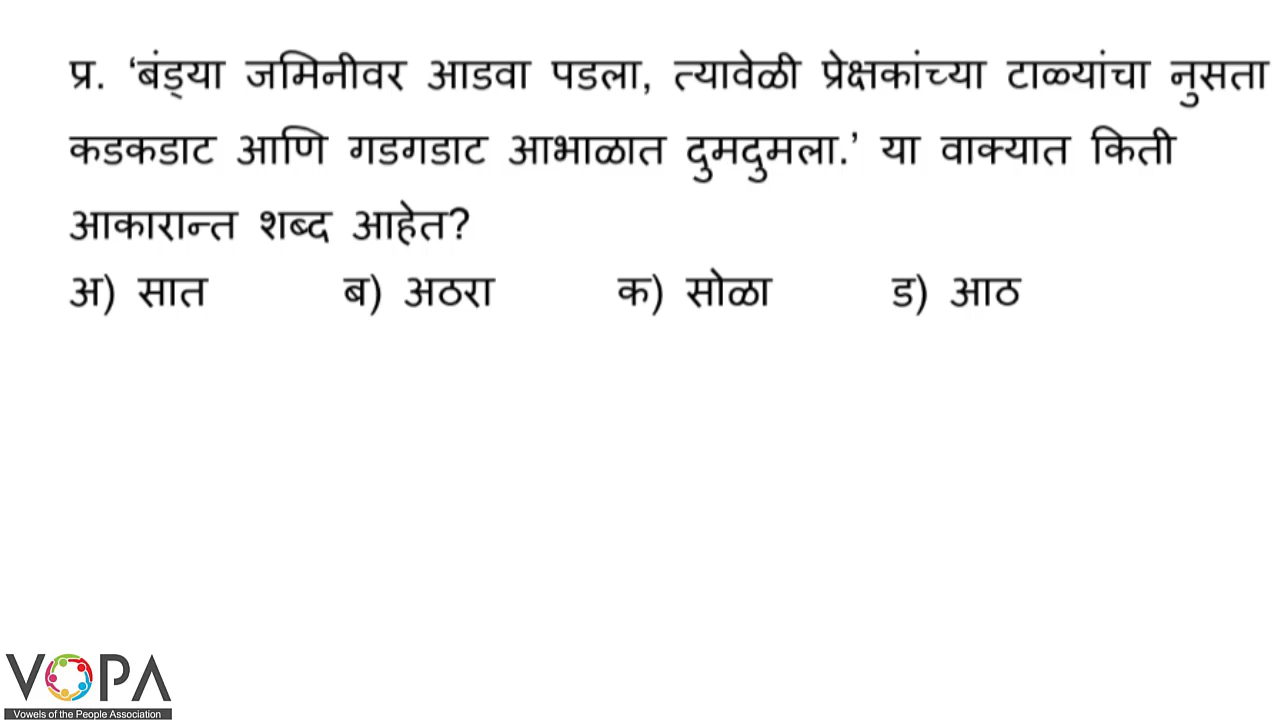 प्र. ‘बंड्या जमिनीवर आडवा पडला, त्यावेळी प्रेक्षकांच्या टाळ्यांचा नुसता
कडकडाट आणि गडगडाट आभाळात दुमदुमला.’ या वाक्यात किती
आकारान्त शब्द आहेत?
अ) सात ब) अठरा क) सोळा ड) आठ
VOPA
Vowels of the People Association